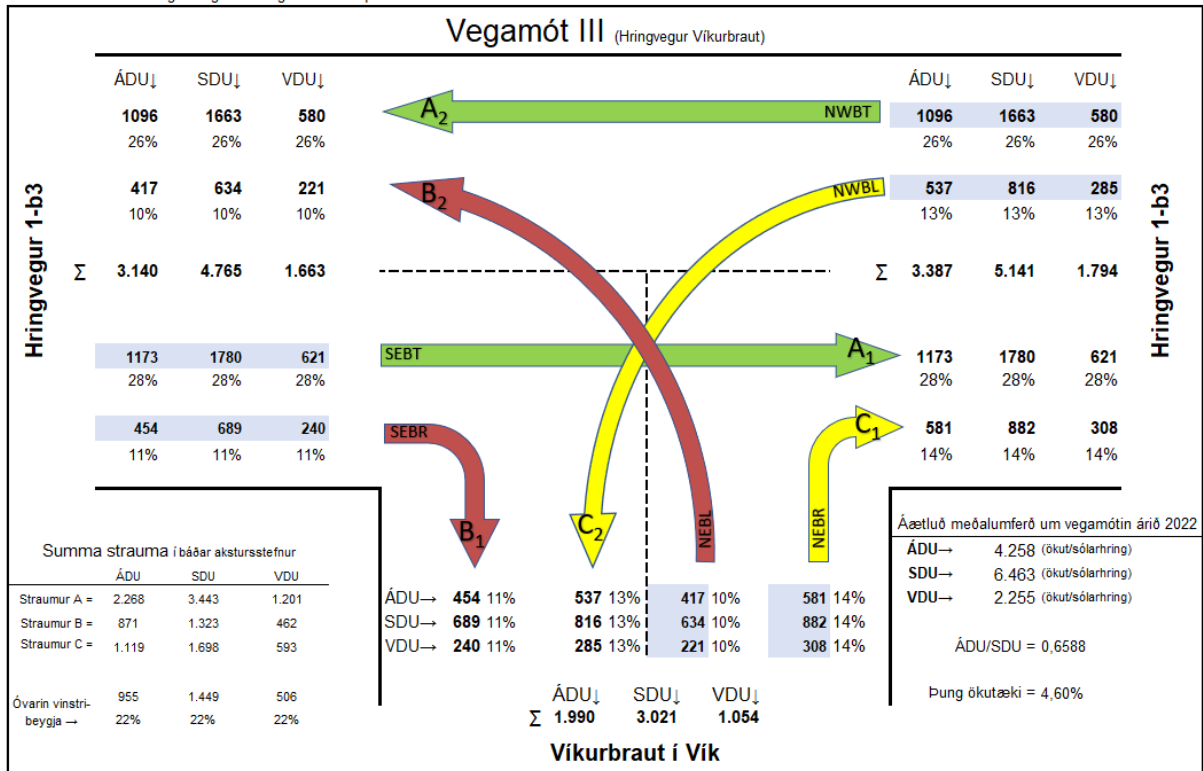 Vegamót III (Hringvegur Víkurbraut)
ÁDU↓ SDU↓ VDU↓
1096 1663 580
26% 26% 26%
417 634 221
10% 10% 10%
Σ 3.140 4.765 1.663
1173 1780 621
28% 28% 28%
454 689 240
11% 11% 11%
Hringvegur 1-b3
A2 NWBT
B2 NWBL
SEBT A1
SEBR C1
B1 C2 NEBL NEBR
ÁDU↓ SDU↓ VDU↓
1096 1663 580
26% 26% 26%
537 816 285
13% 13% 13%
Σ 3.387 5.141 1.794
1173 1780 621
28% 28% 28%
581 882 308
14% 14% 14%
Hringvegur 1-b3
Summa strauma í báðar akstursstefnur
ÁDU SDU VDU
Straumur A = 2.268 3.443 1.201
Straumur B = 871 1.323 462
Straumur C = 1.119 1.698 593
Óvarin vinstri- 955 1.449 506
beygja → 22% 22% 22%
ÁDU→ 454 11% 537 13% 417 10% 581 14%
SDU→ 689 11% 816 13% 634 10% 882 14%
VDU→ 240 11% 285 13% 221 10% 308 14%
ÁDU↓ SDU↓ VDU↓
Σ 1.990 3.021 1.054
Víkurbraut í Vík
Áætluð meðalumferð um vegamótin árið 2022
ÁDU→ 4.258 (ökut/sólarhring)
SDU→ 6.463 (ökut/sólarhring)
VDU→ 2.255 (ökut/sólarhring)
ÁDU/SDU = 0,6588
Þung ökutæki = 4,60%